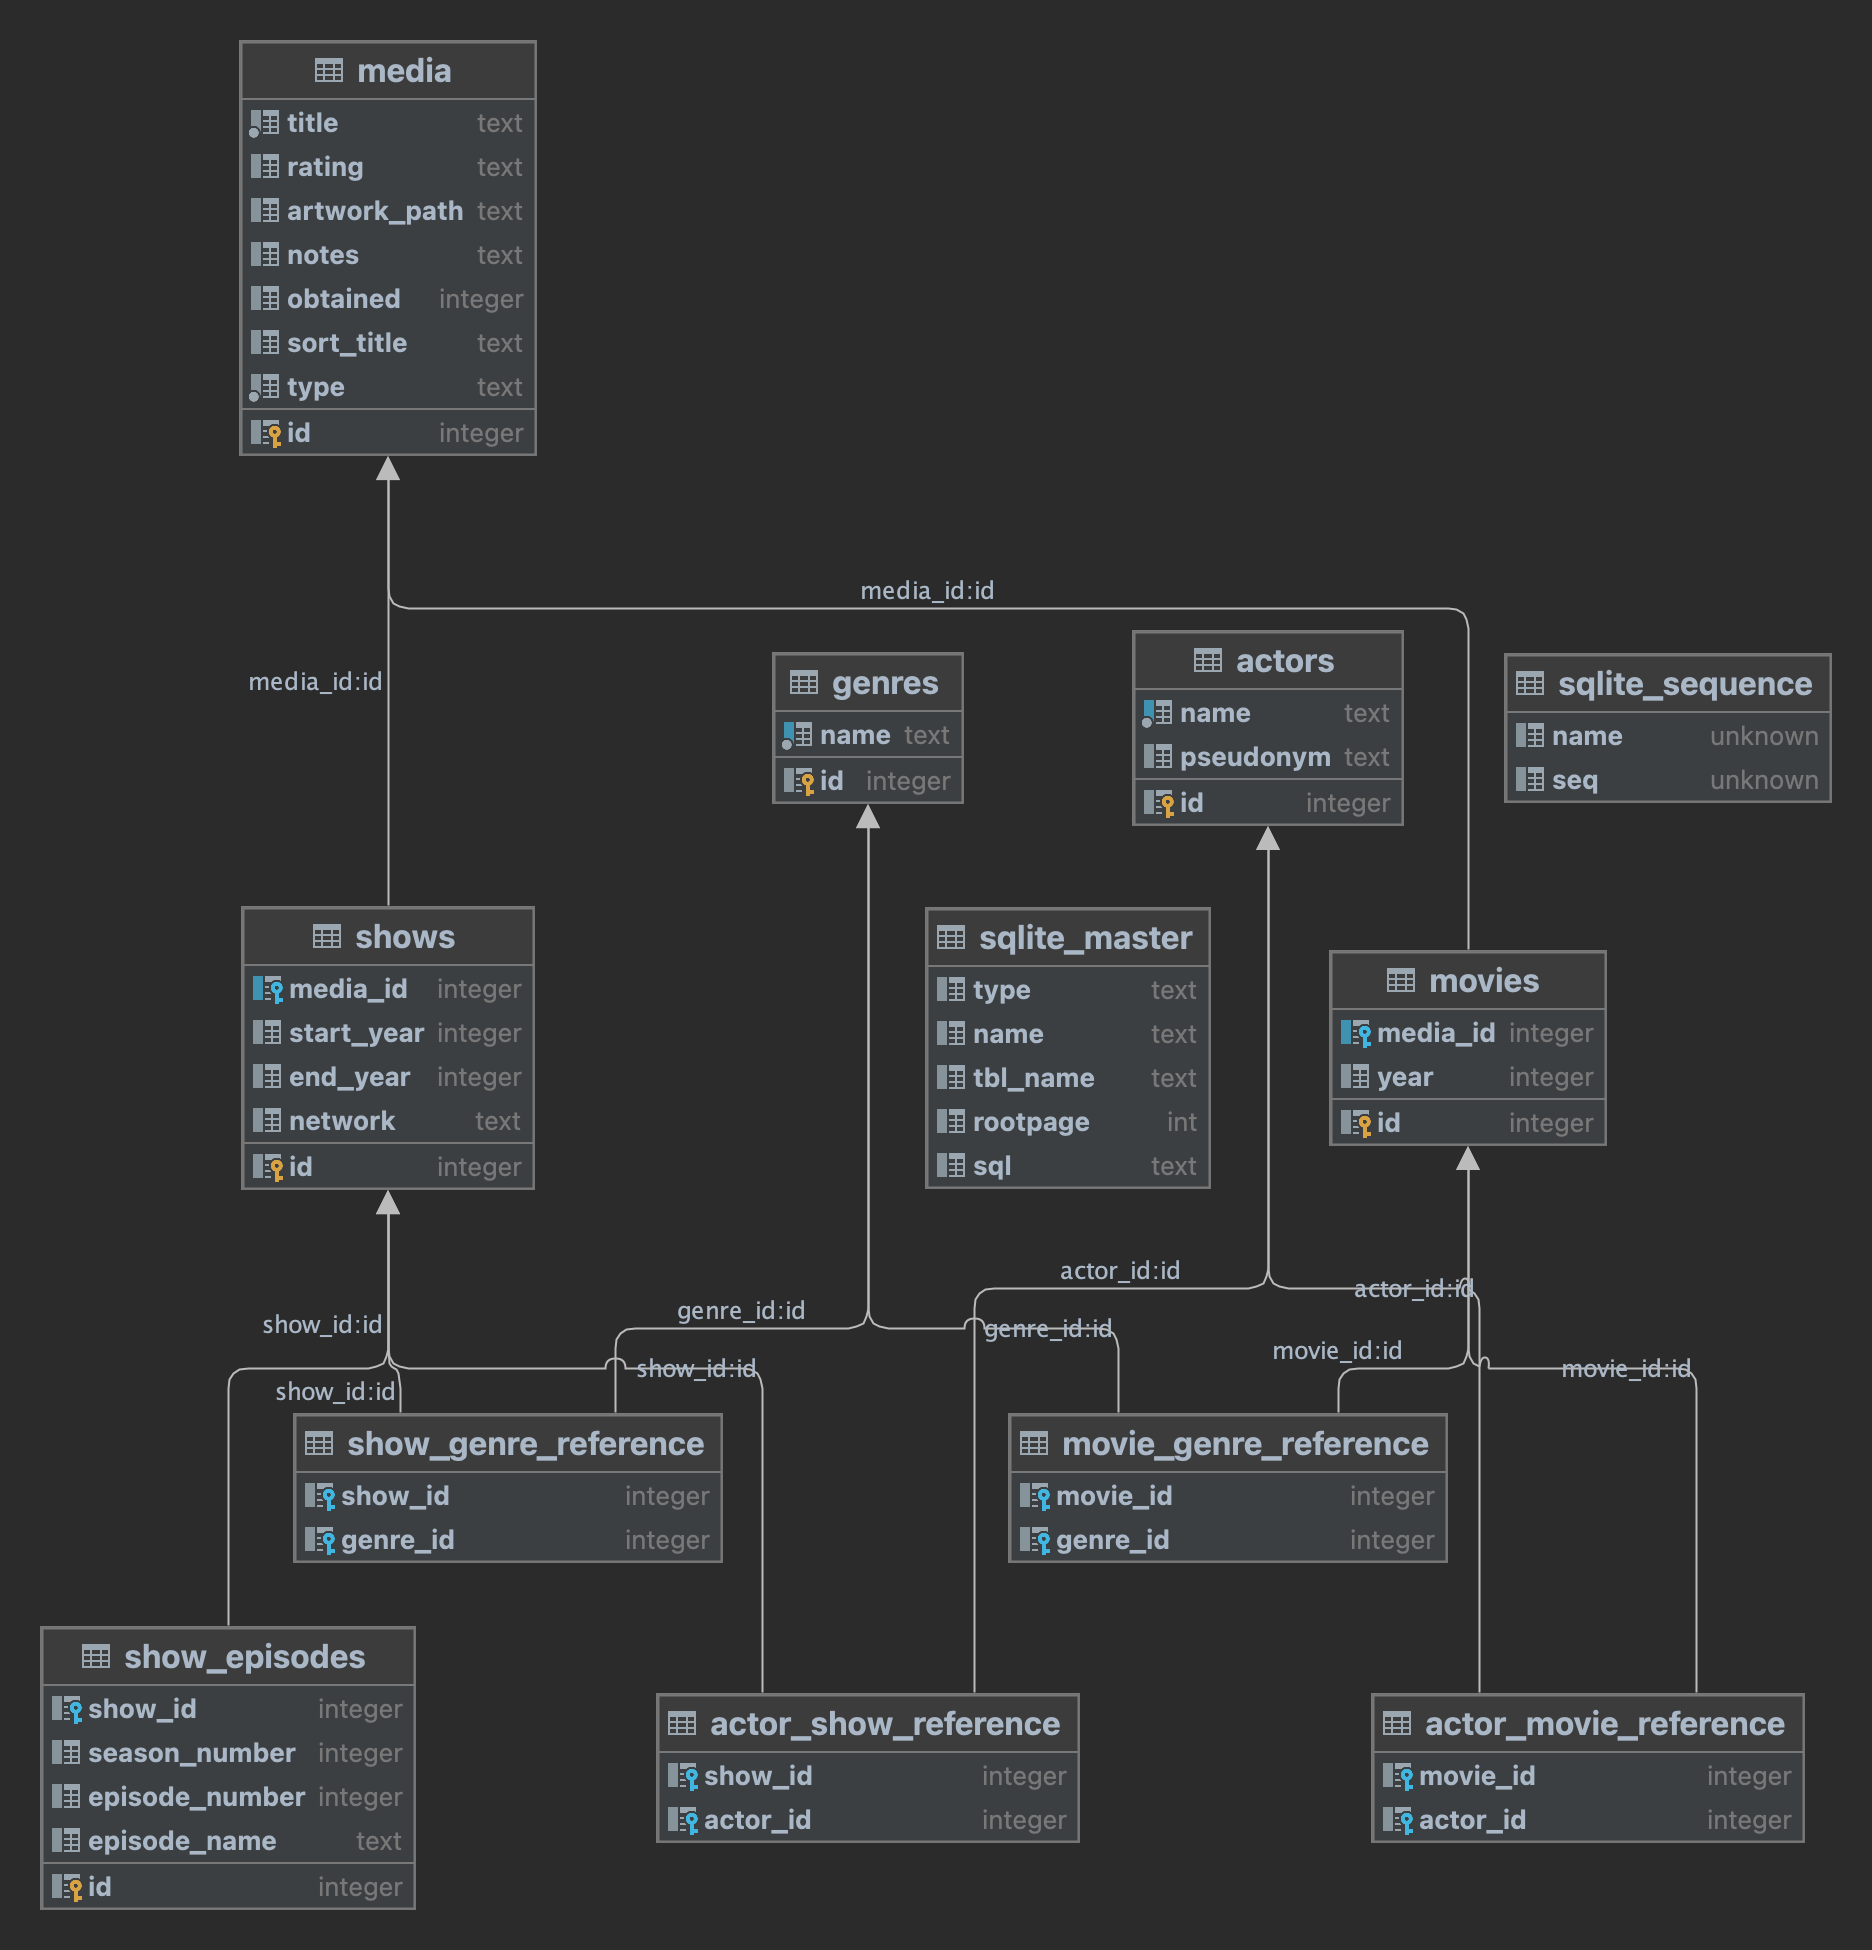 media
title text
rating text
artwork_path text
notes text
obtained integer
sort_title text
type text
id integer
media_id:id
media_id:id
genres
name text
id integer
actors
name text
pseudonym text
id integer
sqlite_sequence
name unknown
seq unknown
shows
media_id integer
start_year integer
end_year integer
network text
id integer
sqlite_master
type text
name text
tbl_name text
rootpage int
sql text
movies
media_id integer
year integer
id integer
actor_id:id
actor_id:id
genre_id:id
genre_id:id
show_id:id
show_id:id
show_id:id
movie_id:id
movie_id:id
show_genre_reference
show_id integer
genre_id integer
movie_genre_reference
movie_id integer
genre_id integer
show_episodes
show_id integer
season_number integer
episode_number integer
episode_name text
id integer
actor_show_reference
show_id integer
actor_id integer
actor_movie_reference
movie_id integer
actor_id integer